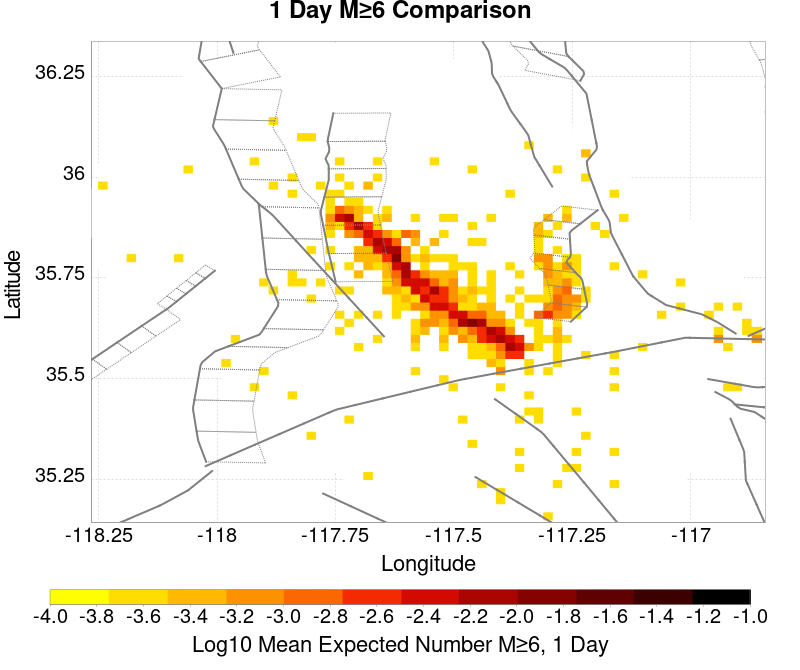 1 Day M≥6 Comparison
36.25
36
35.75
35.5
35.25
Latitude
-118.25 -118 -117.75 -117.5 -117.25 -117
Longitude
-4.0 -3.8 -3.6 -3.4 -3.2 -3.0 -2.8 -2.6 -2.4 -2.2 -2.0 -1.8 -1.6 -1.4 -1.2 -1.0
Log10 Mean Expected Number M≥6, 1 Day